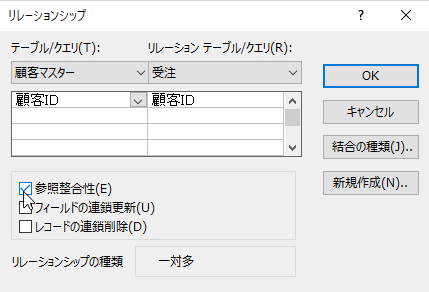 リレーションシップ
テーブル/クエリ(T):
リレーション テーブル/クエリ(R):
顧客マスター
受注
OK
顧客ID
顧客ID
キャンセル
結合の種類(J)..
新規作成(N)..
参照整合性(E)
フィールドの連鎖更新(U)
レコードの連鎖削除(D)
リレーションシップの種類
一対多